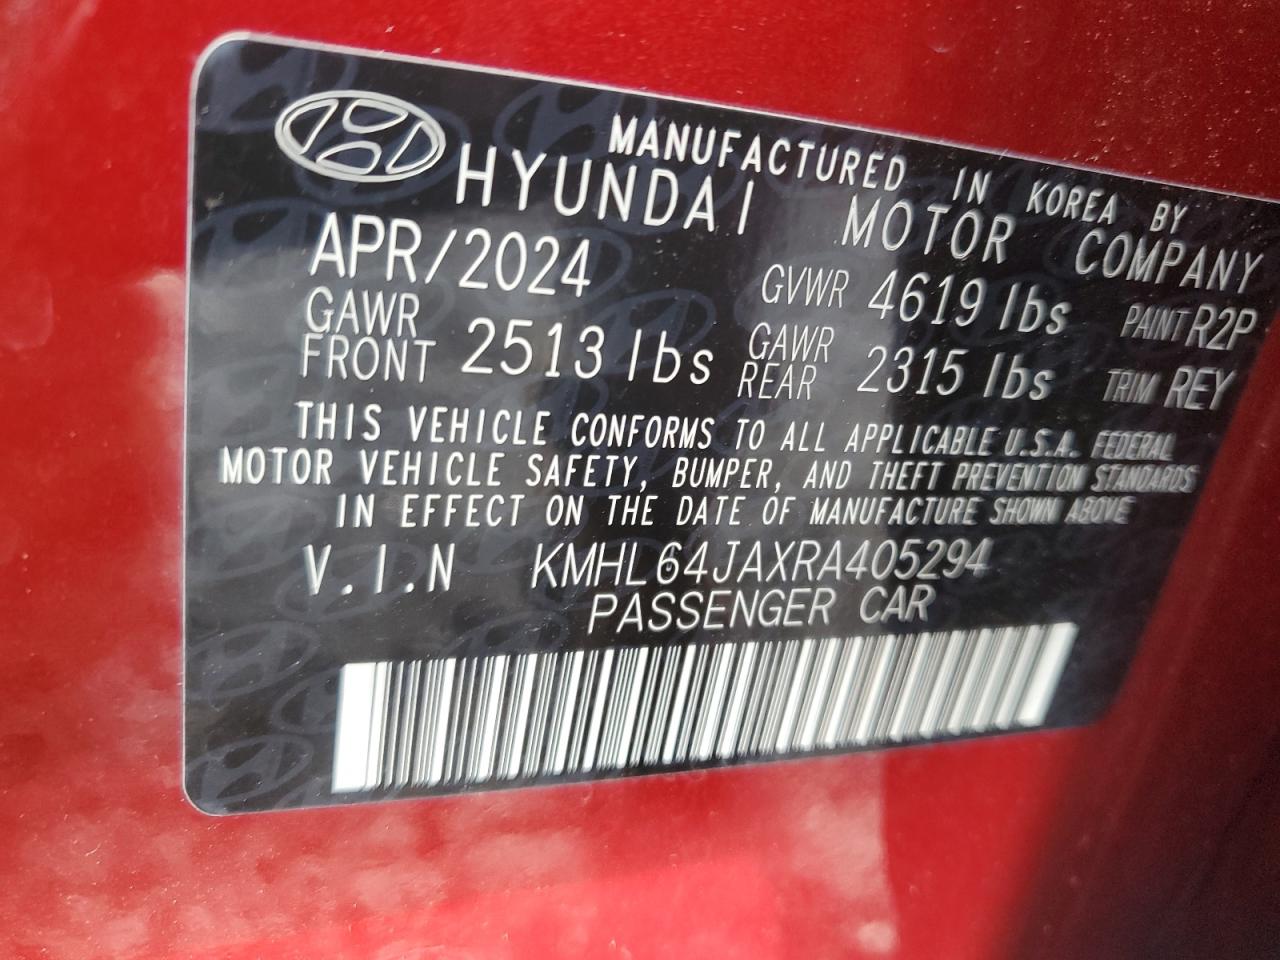 MANUFACTURED IN KOREA BY
HYUNDAI MOTOR COMPANY
APR/2024 GVWR 4619 lbs PAINT R2P
GAWR FRONT 2513 lbs GAWR REAR 2315 lbs TRIM REY
THIS VEHICLE CONFORMS TO ALL APPLICABLE U.S.A. FEDERAL
MOTOR VEHICLE SAFETY, BUMPER, AND THEFT PREVENTION STANDARDS
IN EFFECT ON THE DATE OF MANUFACTURE SHOWN ABOVE
V.I.N KMHL64JAXRA405294
PASSENGER CAR